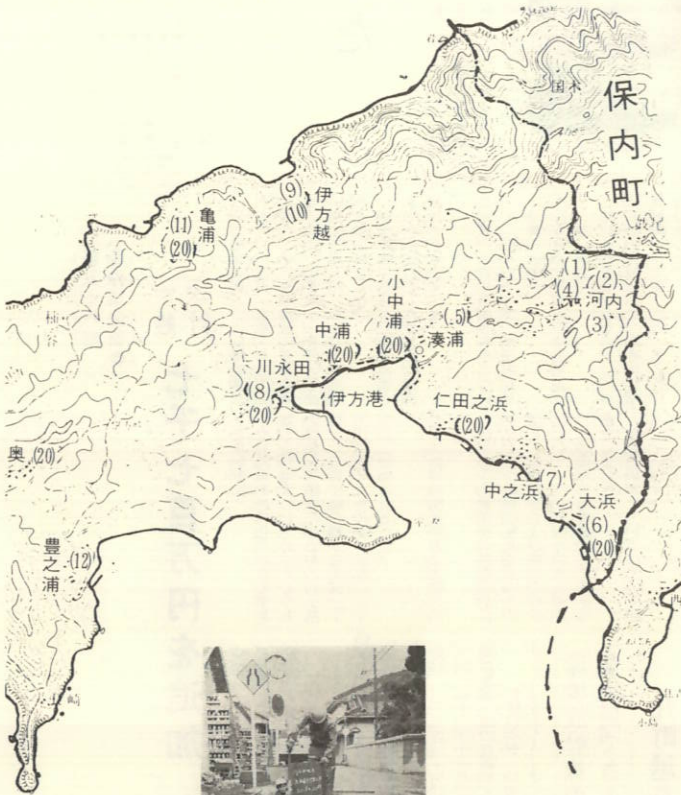 保内町
国木
(9)
(10)
伊方越
(11)
(20)
亀浦
(1)
(2)
(4)
河内
(3)
小中浦
(20)
(5)
湊浦
中浦
(20)
川永田
(8)
(20)
伊方港
仁田之浜
(20)
奥(20)
中之浜
(7)
大浜
(6)
(20)
豊之浦
(12)
小島